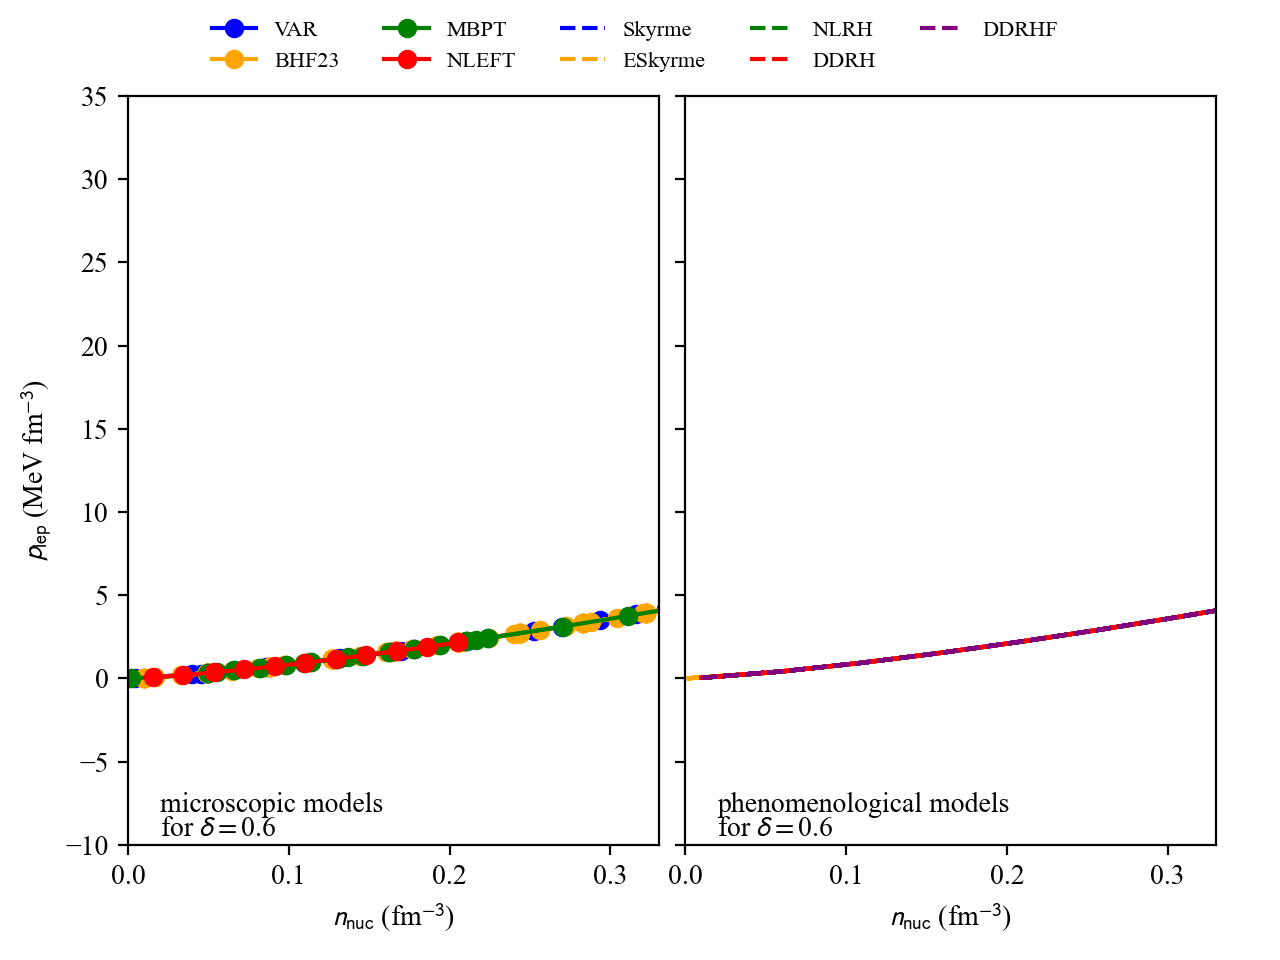 VAR MBPT Skyrme NLRH DDRHF
BHF23 NLEFT ESkyrme DDRH
35
30
25
20
15
10
5
0
−5
−10
p_lep (MeV fm⁻³)
microscopic models
for δ = 0.6
phenomenological models
for δ = 0.6
0.0 0.1 0.2 0.3
0.0 0.1 0.2 0.3
n_nuc (fm⁻³)
n_nuc (fm⁻³)